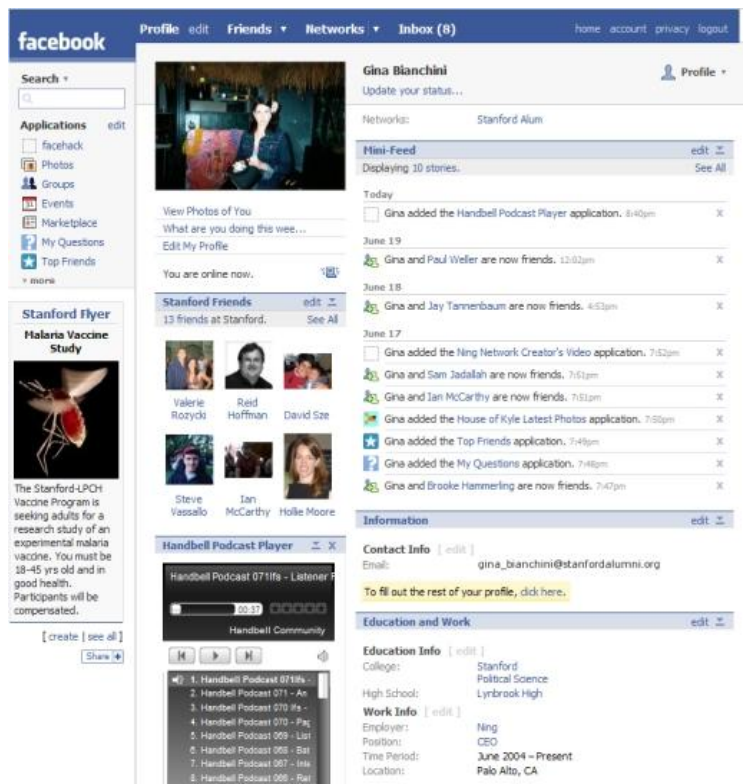 facebook
Profile edit Friends ▾ Networks ▾ Inbox (8)
home account privacy logout
Search ▾
Applications edit
facehack
Photos
Groups
Events
Marketplace
My Questions
Top Friends
▾ more
Stanford Flyer
Malaria Vaccine
Study
The Stanford-LPCH
Vaccine Program is
seeking adults for a
research study of an
experimental malaria
vaccine. You must be
18-45 yrs old and in
good health.
Participants will be
compensated.
[ create | see all ]
Share +
View Photos of You
What are you doing this wee...
Edit My Profile
You are online now.
Stanford Friends edit
13 friends at Stanford. See All
Valerie
Rozycki
Reid
Hoffman
David Sze
Steve
Vassallo
Ian
McCarthy
Hollie Moore
Handbell Podcast Player X
Handbell Podcast 071lfs - Listener F
00:37
Handbell Community
1. Handbell Podcast 071lfs -
2. Handbell Podcast 071 - An
3. Handbell Podcast 070 lfs -
4. Handbell Podcast 070 - Pag
5. Handbell Podcast 069 - List
6. Handbell Podcast 068 - Bat
7. Handbell Podcast 067 - Inte
8. Handbell Podcast 066 - Rar
Gina Bianchini
Profile ▾
Update your status...
Networks: Stanford Alum
Mini-Feed edit
Displaying 10 stories. See All
Today
Gina added the Handbell Podcast Player application. 8:40pm x
June 19
Gina and Paul Weller are now friends. 12:02pm x
June 18
Gina and Jay Tannenbaum are now friends. 4:53pm x
June 17
Gina added the Ning Network Creator's Video application. 7:52pm x
Gina and Sam Jadallah are now friends. 7:51pm x
Gina and Ian McCarthy are now friends. 7:51pm x
Gina added the House of Kyle Latest Photos application. 7:50pm x
Gina added the Top Friends application. 7:49pm x
Gina added the My Questions application. 7:48pm x
Gina and Brooke Hammerling are now friends. 7:47pm x
Information edit
Contact Info [ edit ]
Email: gina_bianchini@stanfordalumni.org
To fill out the rest of your profile, click here.
Education and Work edit
Education Info [ edit ]
College: Stanford
Political Science
High School: Lynbrook High
Work Info [ edit ]
Employer: Ning
Position: CEO
Time Period: June 2004 – Present
Location: Palo Alto, CA